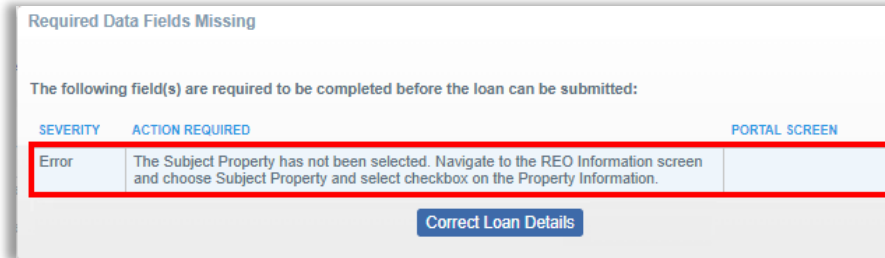 Required Data Fields Missing
The following field(s) are required to be completed before the loan can be submitted:
SEVERITY ACTION REQUIRED PORTAL SCREEN
Error The Subject Property has not been selected. Navigate to the REO Information screen
and choose Subject Property and select checkbox on the Property Information.
Correct Loan Details